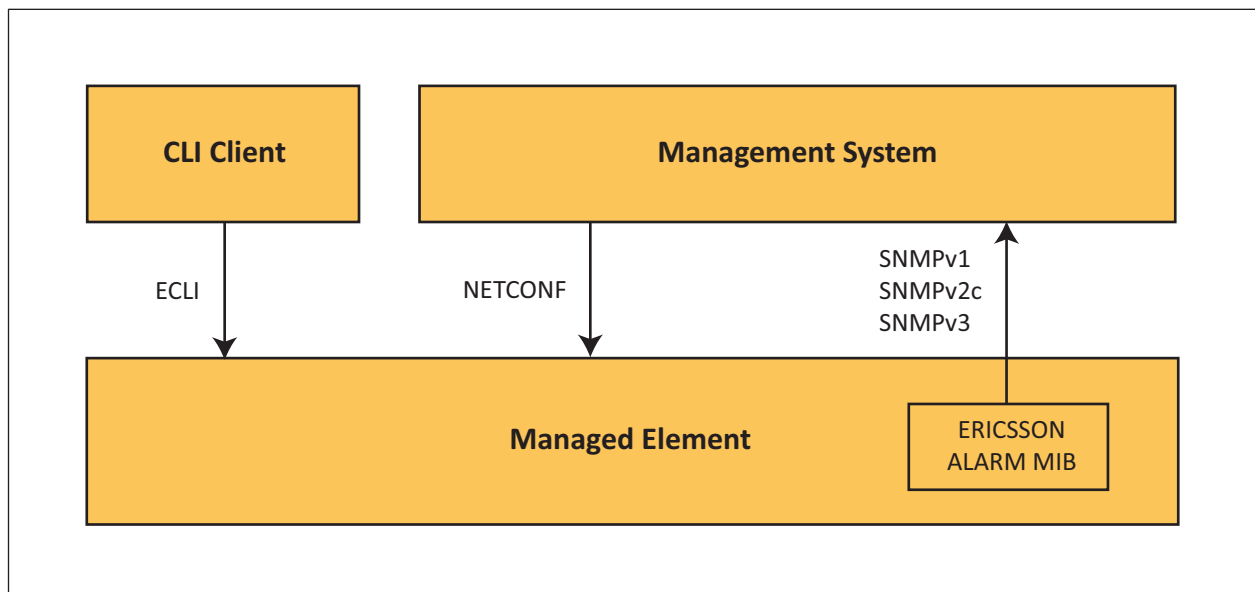 CLI Client
Management System
ECLI
NETCONF
SNMPv1
SNMPv2c
SNMPv3
Managed Element
ERICSSON
ALARM MIB